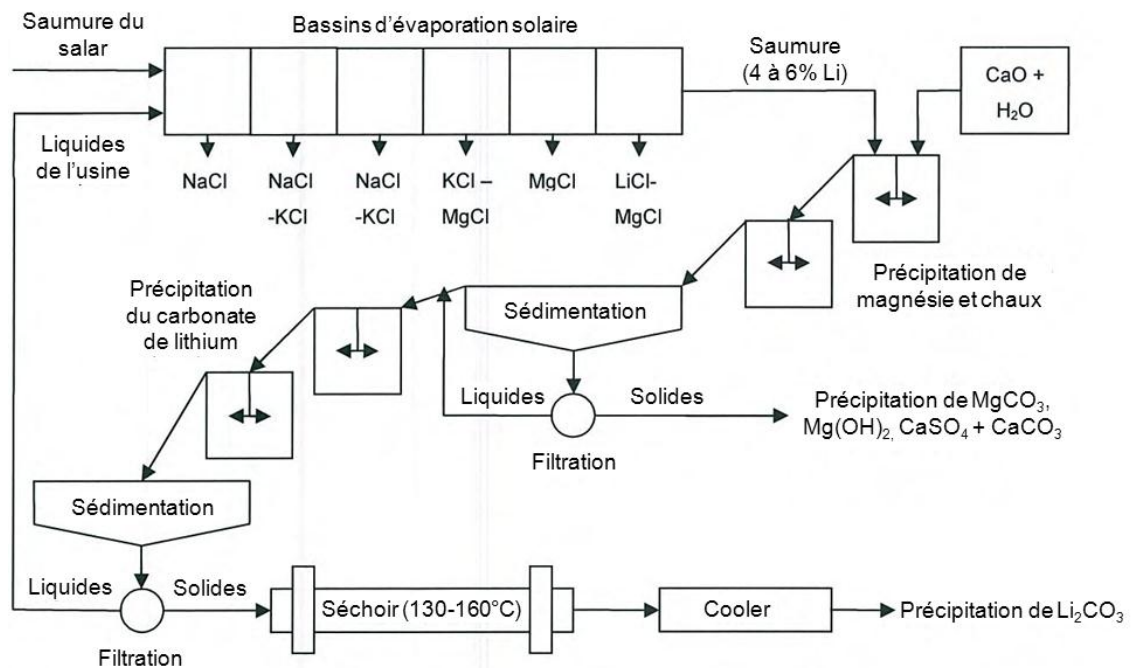 Saumure du
salar
Bassins d'évaporation solaire
Saumure
(4 à 6% Li)
CaO +
H₂O
Liquides
de l'usine
NaCl
NaCl
-KCl
NaCl
-KCl
KCl –
MgCl
MgCl
LiCl-
MgCl
Précipitation de
magnésie et chaux
Précipitation
du carbonate
de lithium
Sédimentation
Liquides
Solides
Précipitation de MgCO₃,
Mg(OH)₂, CaSO₄ + CaCO₃
Filtration
Sédimentation
Liquides
Solides
Séchoir (130-160°C)
Cooler
Précipitation de Li₂CO₃
Filtration